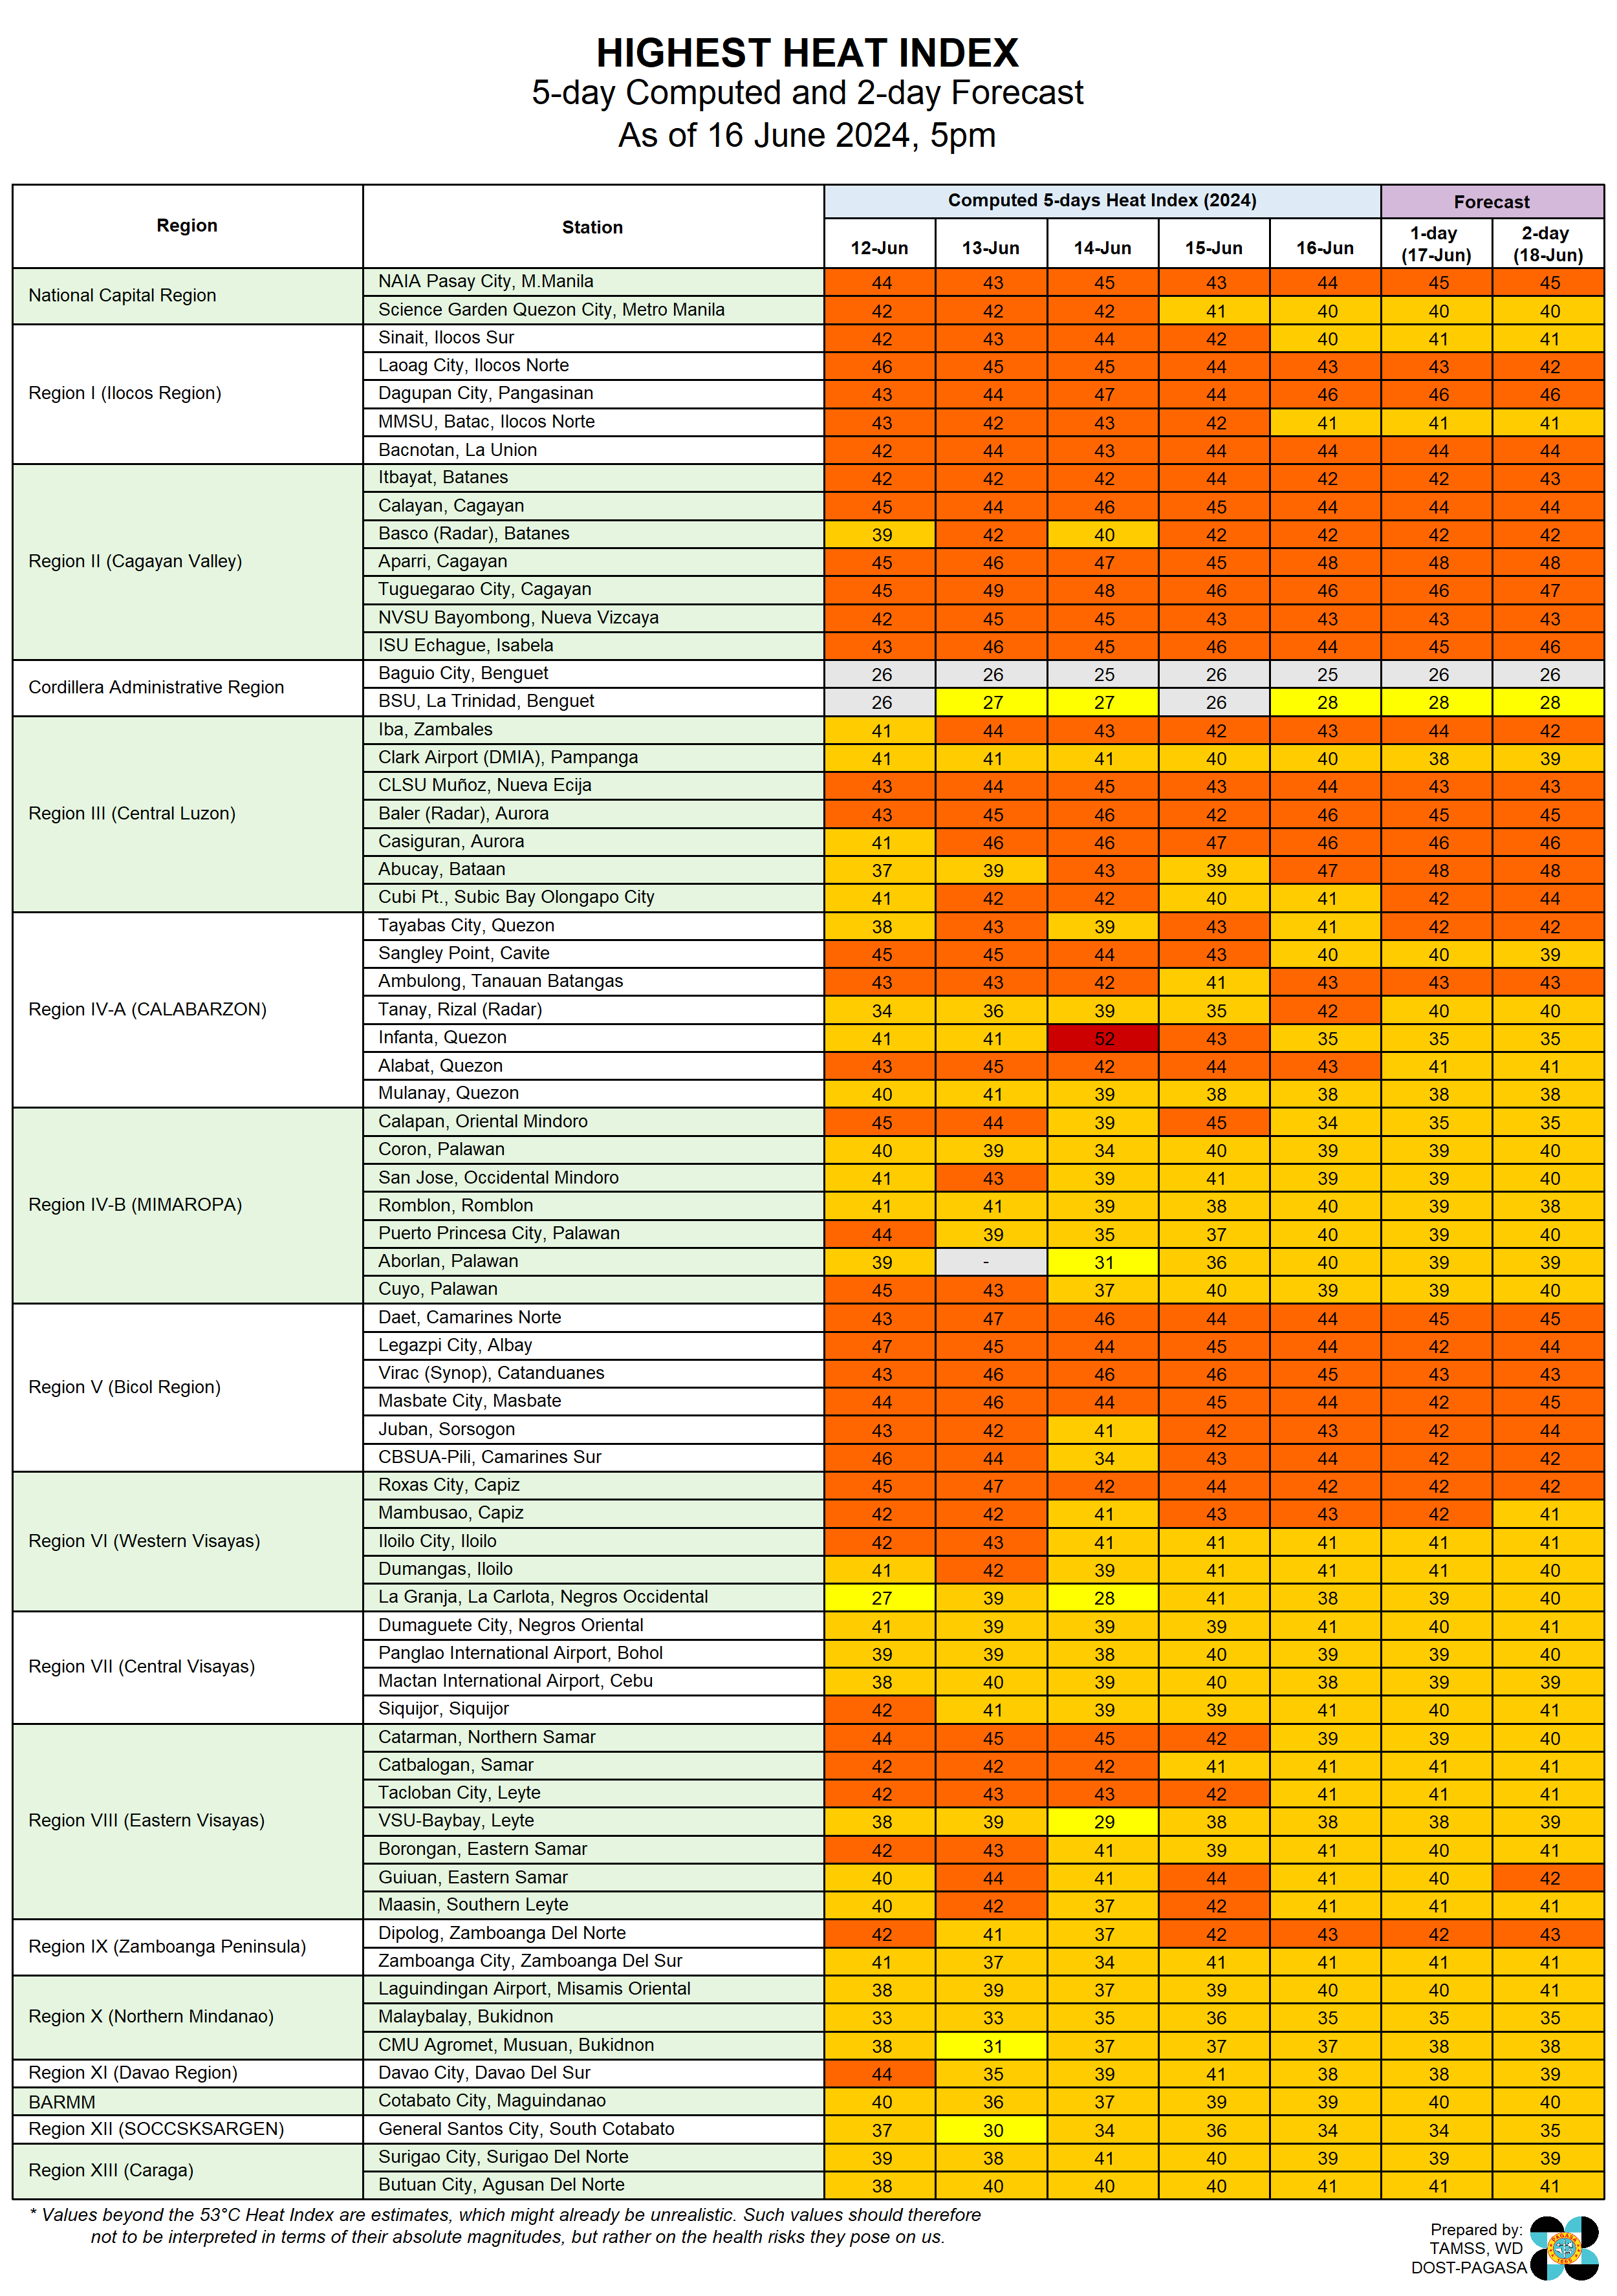 HIGHEST HEAT INDEX
5-day Computed and 2-day Forecast
As of 16 June 2024, 5pm
Region Station Computed 5-days Heat Index (2024) Forecast
12-Jun 13-Jun 14-Jun 15-Jun 16-Jun 1-day (17-Jun) 2-day (18-Jun)
National Capital Region
NAIA Pasay City, M.Manila 44 43 45 43 44 45 45
Science Garden Quezon City, Metro Manila 42 42 42 41 40 40 40
Region I (Ilocos Region)
Sinait, Ilocos Sur 42 43 44 42 40 41 41
Laoag City, Ilocos Norte 46 45 45 44 43 43 42
Dagupan City, Pangasinan 43 44 47 44 46 46 46
MMSU, Batac, Ilocos Norte 43 42 43 42 41 41 41
Bacnotan, La Union 42 44 43 44 44 44 44
Region II (Cagayan Valley)
Itbayat, Batanes 42 42 42 44 42 42 43
Calayan, Cagayan 45 44 46 45 44 44 44
Basco (Radar), Batanes 39 42 40 42 42 42 42
Aparri, Cagayan 45 46 47 45 48 48 48
Tuguegarao City, Cagayan 45 49 48 46 46 46 47
NVSU Bayombong, Nueva Vizcaya 42 45 45 43 43 43 43
ISU Echague, Isabela 43 46 45 46 44 45 46
Cordillera Administrative Region
Baguio City, Benguet 26 26 25 26 25 26 26
BSU, La Trinidad, Benguet 26 27 27 26 28 28 28
Region III (Central Luzon)
Iba, Zambales 41 44 43 42 43 44 42
Clark Airport (DMIA), Pampanga 41 41 41 40 40 38 39
CLSU Muñoz, Nueva Ecija 43 44 45 43 44 43 43
Baler (Radar), Aurora 43 45 46 42 46 45 45
Casiguran, Aurora 41 46 46 47 46 46 46
Abucay, Bataan 37 39 43 39 47 48 48
Cubi Pt., Subic Bay Olongapo City 41 42 42 40 41 42 44
Region IV-A (CALABARZON)
Tayabas City, Quezon 38 43 39 43 41 42 42
Sangley Point, Cavite 45 45 44 43 40 40 39
Ambulong, Tanauan Batangas 43 43 42 41 43 43 43
Tanay, Rizal (Radar) 34 36 39 35 42 40 40
Infanta, Quezon 41 41 52 43 35 35 35
Alabat, Quezon 43 45 42 44 43 41 41
Mulanay, Quezon 40 41 39 38 38 38 38
Region IV-B (MIMAROPA)
Calapan, Oriental Mindoro 45 44 39 45 34 35 35
Coron, Palawan 40 39 34 40 39 39 40
San Jose, Occidental Mindoro 41 43 39 41 39 39 40
Romblon, Romblon 41 41 39 38 40 39 38
Puerto Princesa City, Palawan 44 39 35 37 40 39 40
Aborlan, Palawan 39 - 31 36 40 39 39
Cuyo, Palawan 45 43 37 40 39 39 40
Region V (Bicol Region)
Daet, Camarines Norte 43 47 46 44 44 45 45
Legazpi City, Albay 47 45 44 45 44 42 44
Virac (Synop), Catanduanes 43 46 46 46 45 43 43
Masbate City, Masbate 44 46 44 45 44 42 45
Juban, Sorsogon 43 42 41 42 43 42 44
CBSUA-Pili, Camarines Sur 46 44 34 43 44 42 42
Region VI (Western Visayas)
Roxas City, Capiz 45 47 42 44 42 42 42
Mambusao, Capiz 42 42 41 43 43 42 41
Iloilo City, Iloilo 42 43 41 41 41 41 41
Dumangas, Iloilo 41 42 39 41 41 41 40
La Granja, La Carlota, Negros Occidental 27 39 28 41 38 39 40
Region VII (Central Visayas)
Dumaguete City, Negros Oriental 41 39 39 39 41 40 41
Panglao International Airport, Bohol 39 39 38 40 39 39 40
Mactan International Airport, Cebu 38 40 39 40 38 39 39
Siquijor, Siquijor 42 41 39 39 41 40 41
Region VIII (Eastern Visayas)
Catarman, Northern Samar 44 45 45 42 39 39 40
Catbalogan, Samar 42 42 42 41 41 41 41
Tacloban City, Leyte 42 43 43 42 41 41 41
VSU-Baybay, Leyte 38 39 29 38 38 38 39
Borongan, Eastern Samar 42 43 41 39 41 40 41
Guiuan, Eastern Samar 40 44 41 44 41 40 42
Maasin, Southern Leyte 40 42 37 42 41 41 41
Region IX (Zamboanga Peninsula)
Dipolog, Zamboanga Del Norte 42 41 37 42 43 42 43
Zamboanga City, Zamboanga Del Sur 41 37 34 41 41 41 41
Region X (Northern Mindanao)
Laguindingan Airport, Misamis Oriental 38 39 37 39 40 40 41
Malaybalay, Bukidnon 33 33 35 36 35 35 35
CMU Agromet, Musuan, Bukidnon 38 31 37 37 37 38 38
Region XI (Davao Region) Davao City, Davao Del Sur 44 35 39 41 38 38 39
BARMM Cotabato City, Maguindanao 40 36 37 39 39 40 40
Region XII (SOCCSKSARGEN) General Santos City, South Cotabato 37 30 34 36 34 34 35
Region XIII (Caraga)
Surigao City, Surigao Del Norte 39 38 41 40 39 39 39
Butuan City, Agusan Del Norte 38 40 40 40 41 41 41
* Values beyond the 53°C Heat Index are estimates, which might already be unrealistic. Such values should therefore
not to be interpreted in terms of their absolute magnitudes, but rather on the health risks they pose on us.
Prepared by:
TAMSS, WD
DOST-PAGASA